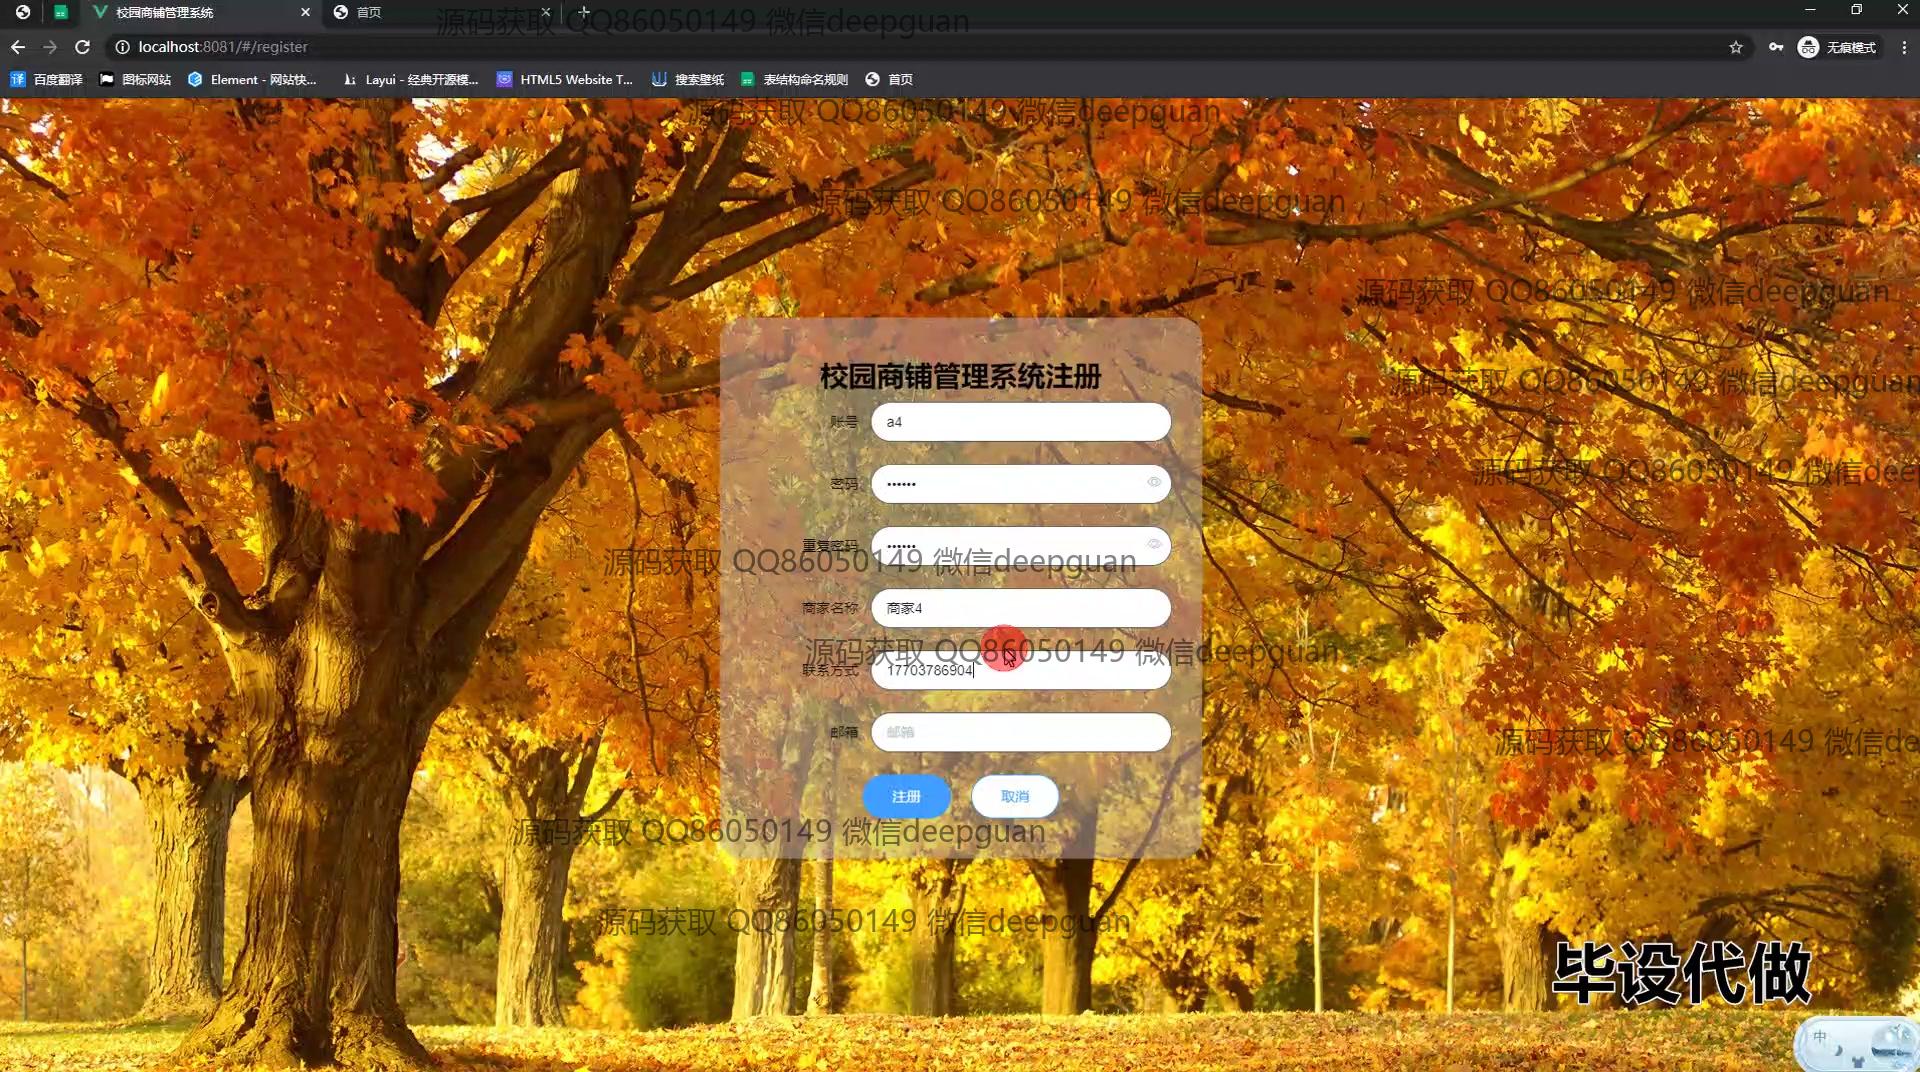 校园商铺管理系统
首页
源码获取 QQ86050149 微信deepguan
localhost:8081/#/register
无痕模式
百度翻译
图标网站
Element - 网站快...
Layui - 经典开源模...
HTML5 Website T...
搜索壁纸
表结构命名规则
首页
源码获取 QQ86050149 微信deepguan
源码获取 QQ86050149 微信deepguan
源码获取 QQ86050149 微信deepguan
校园商铺管理系统注册
源码获取 QQ86050149 微信deepguan
账号
a4
源码获取 QQ86050149 微信dee
密码
••••••
重复密码
••••••
源码获取 QQ86050149 微信deepguan
商家名称
商家4
源码获取 QQ86050149 微信deepguan
联系方式
17703786904
邮箱
邮箱
源码获取 QQ86050149 微信de
注册
取消
源码获取 QQ86050149 微信deepguan
源码获取 QQ86050149 微信deepguan
毕设代做
中